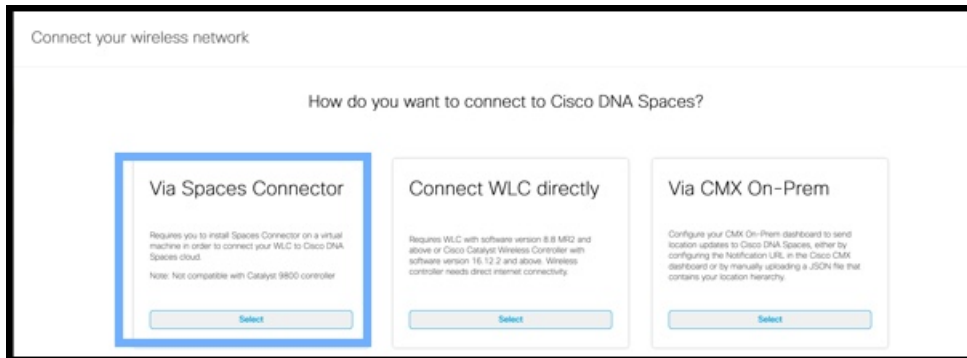 Connect your wireless network
How do you want to connect to Cisco DNA Spaces?
Via Spaces Connector
Requires you to install Spaces Connector on a virtual
machine in order to connect your WLC to Cisco DNA
Spaces cloud.
Note: Not compatible with Catalyst 9800 controller
Select
Connect WLC directly
Requires WLC with software version 8.8 MR2 and
above or Cisco Catalyst Wireless Controller with
software version 16.12.2 and above. Wireless
controller needs direct internet connectivity.
Select
Via CMX On-Prem
Configure your CMX On-Prem dashboard to send
location updates to Cisco DNA Spaces, either by
configuring the Notification URL in the Cisco CMX
dashboard or by manually uploading a JSON file that
contains your location hierarchy.
Select